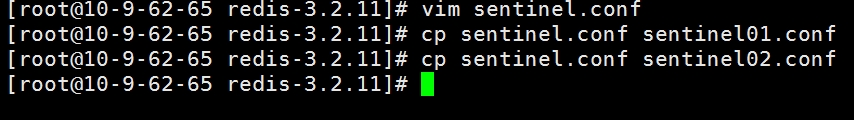 [root@10-9-62-65 redis-3.2.11]# vim sentinel.conf
[root@10-9-62-65 redis-3.2.11]# cp sentinel.conf sentinel01.conf
[root@10-9-62-65 redis-3.2.11]# cp sentinel.conf sentinel02.conf
[root@10-9-62-65 redis-3.2.11]#